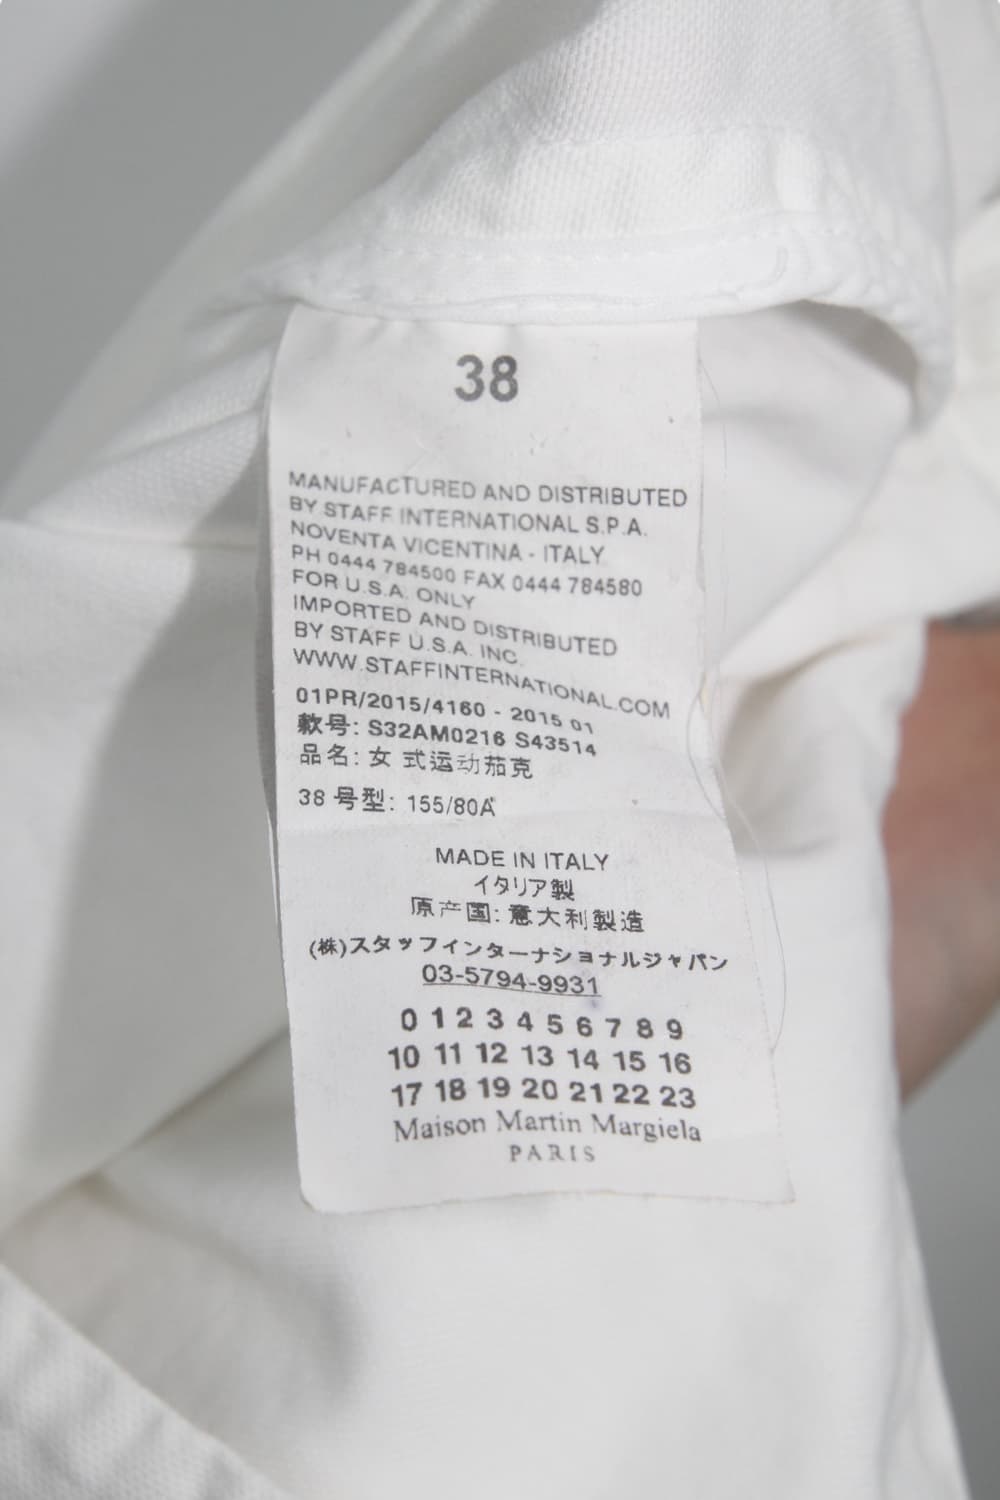 38
MANUFACTURED AND DISTRIBUTED
BY STAFF INTERNATIONAL S.P.A.
NOVENTA VICENTINA - ITALY
PH 0444 784500 FAX 0444 784580
FOR U.S.A. ONLY
IMPORTED AND DISTRIBUTED
BY STAFF U.S.A. INC.
WWW.STAFFINTERNATIONAL.COM
01PR/2015/4160 - 2015 01
款号: S32AM0216 S43514
品名: 女 式运动茄克
38 号型: 155/80A
MADE IN ITALY
イタリア製
原产国: 意大利製造
(株)スタッフインターナショナルジャパン
03-5794-9931
0 1 2 3 4 5 6 7 8 9
10 11 12 13 14 15 16
17 18 19 20 21 22 23
Maison Martin Margiela
PARIS